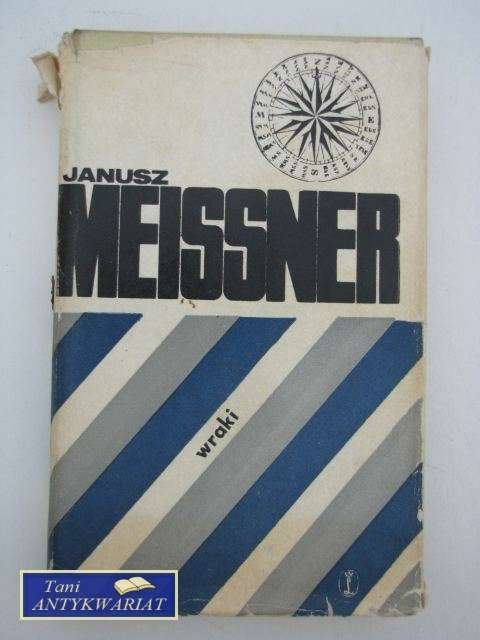 JANUSZ
MEISSNER
wraki
Tani
ANTYKWARIAT